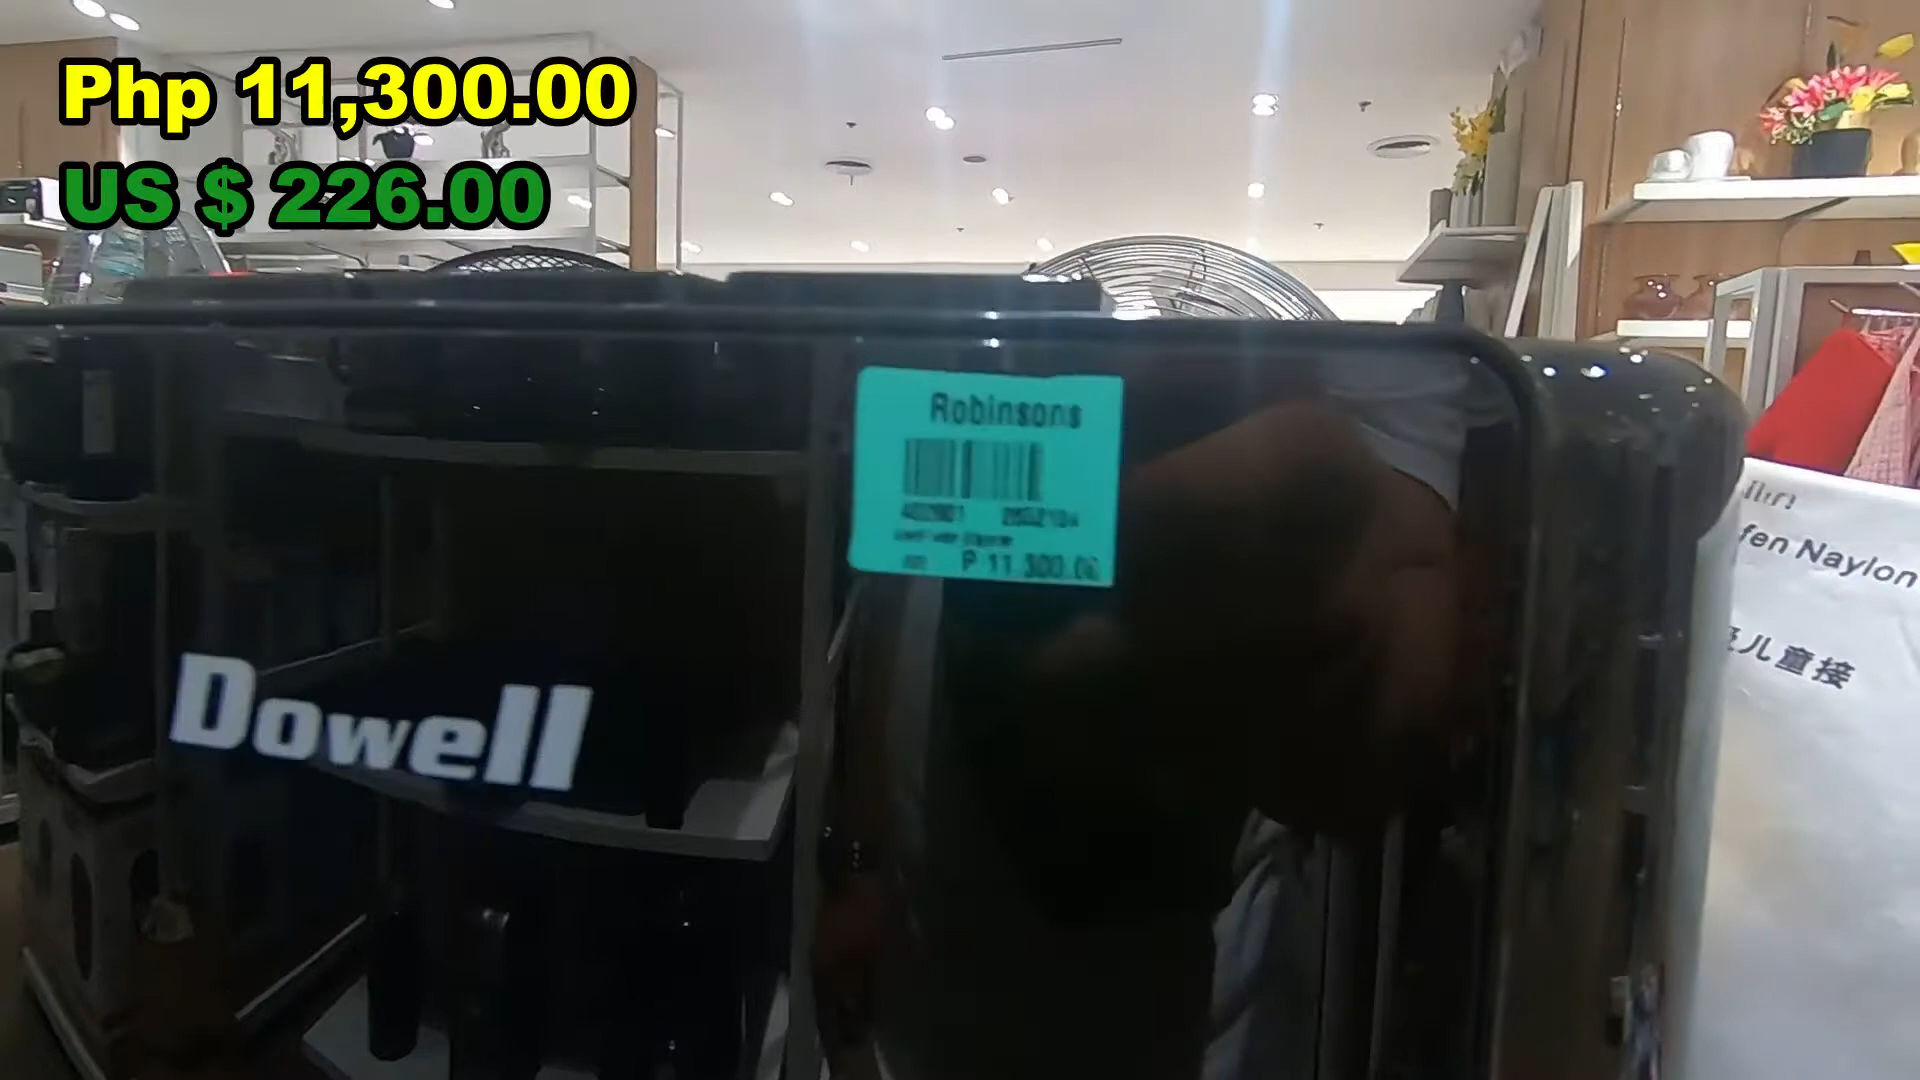 Php 11,300.00
US $ 226.00
Robinsons
P 11 300.00
Dowell
fen Naylon
儿童接